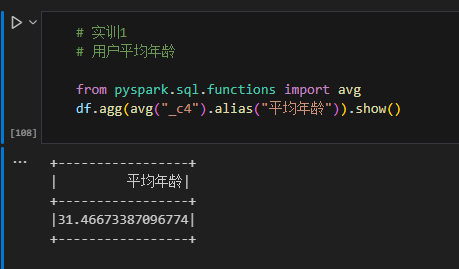 # 实训1
# 用户平均年龄
from pyspark.sql.functions import avg
df.agg(avg("_c4").alias("平均年龄")).show()
[108]
+-----------------+
|         平均年龄|
+-----------------+
|31.46673387096774|
+-----------------+